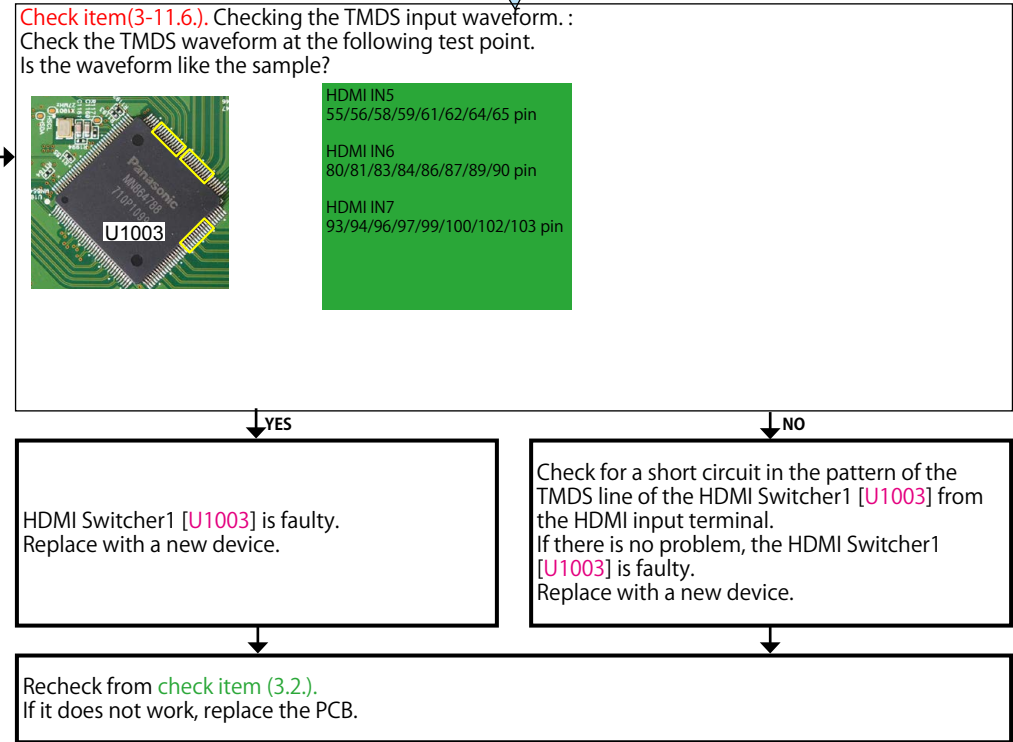 Check item(3-11.6.). Checking the TMDS input waveform. :
Check the TMDS waveform at the following test point.
Is the waveform like the sample?
HDMI IN5
55/56/58/59/61/62/64/65 pin
HDMI IN6
80/81/83/84/86/87/89/90 pin
HDMI IN7
93/94/96/97/99/100/102/103 pin
Panasonic
MN864788
710P1099
U1003
YES
NO
HDMI Switcher1 [U1003] is faulty.
Replace with a new device.
Check for a short circuit in the pattern of the
TMDS line of the HDMI Switcher1 [U1003] from
the HDMI input terminal.
If there is no problem, the HDMI Switcher1
[U1003] is faulty.
Replace with a new device.
Recheck from check item (3.2.).
If it does not work, replace the PCB.